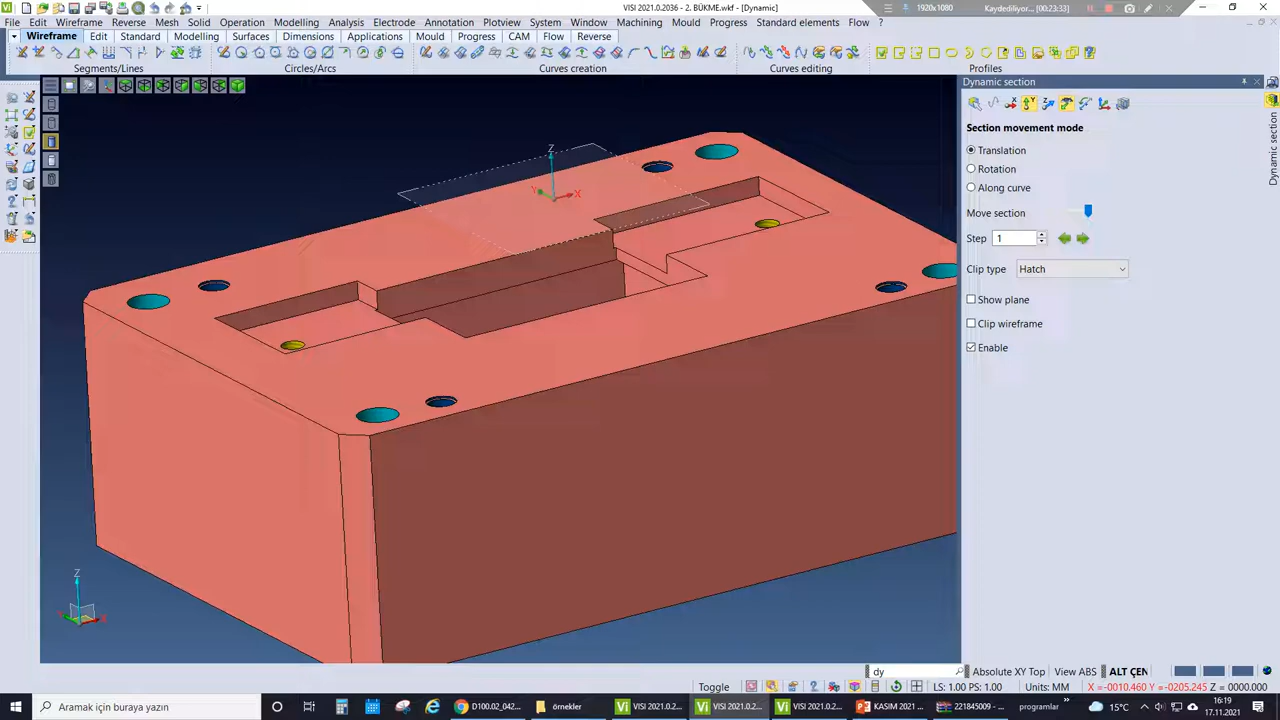 VISI 2021.0.2036 - 2. BÜKME.wkf - [Dynamic]
1920x1080
Kaydediliyor...
[00:23:33]
File Edit Wireframe Reverse Mesh Solid Operation Modelling Analysis Electrode Annotation Plotview System Window Machining Mould Progress Standard elements Flow ?
Wireframe Edit Standard Modelling Surfaces Dimensions Applications Mould Progress CAM Flow Reverse
Segments/Lines Circles/Arcs Curves creation Curves editing Profiles
Dynamic section
Section movement mode
Translation
Rotation
Along curve
Move section
Step 1
Clip type Hatch
Show plane
Clip wireframe
Enable
Dynamic section
Z
Y X
Z
X
dy
Absolute XY Top View ABS ALT ÇEN
Toggle LS: 1.00 PS: 1.00 Units: MM X =-0010.460 Y =-0205.245 Z = 0000.000
Aramak için buraya yazın
D100.02_042...
örnekler
VISI 2021.0.2...
VISI 2021.0.2...
VISI 2021.0.2...
KASIM 2021 ...
221845009 - ...
programlar
15°C
16:19
17.11.2021